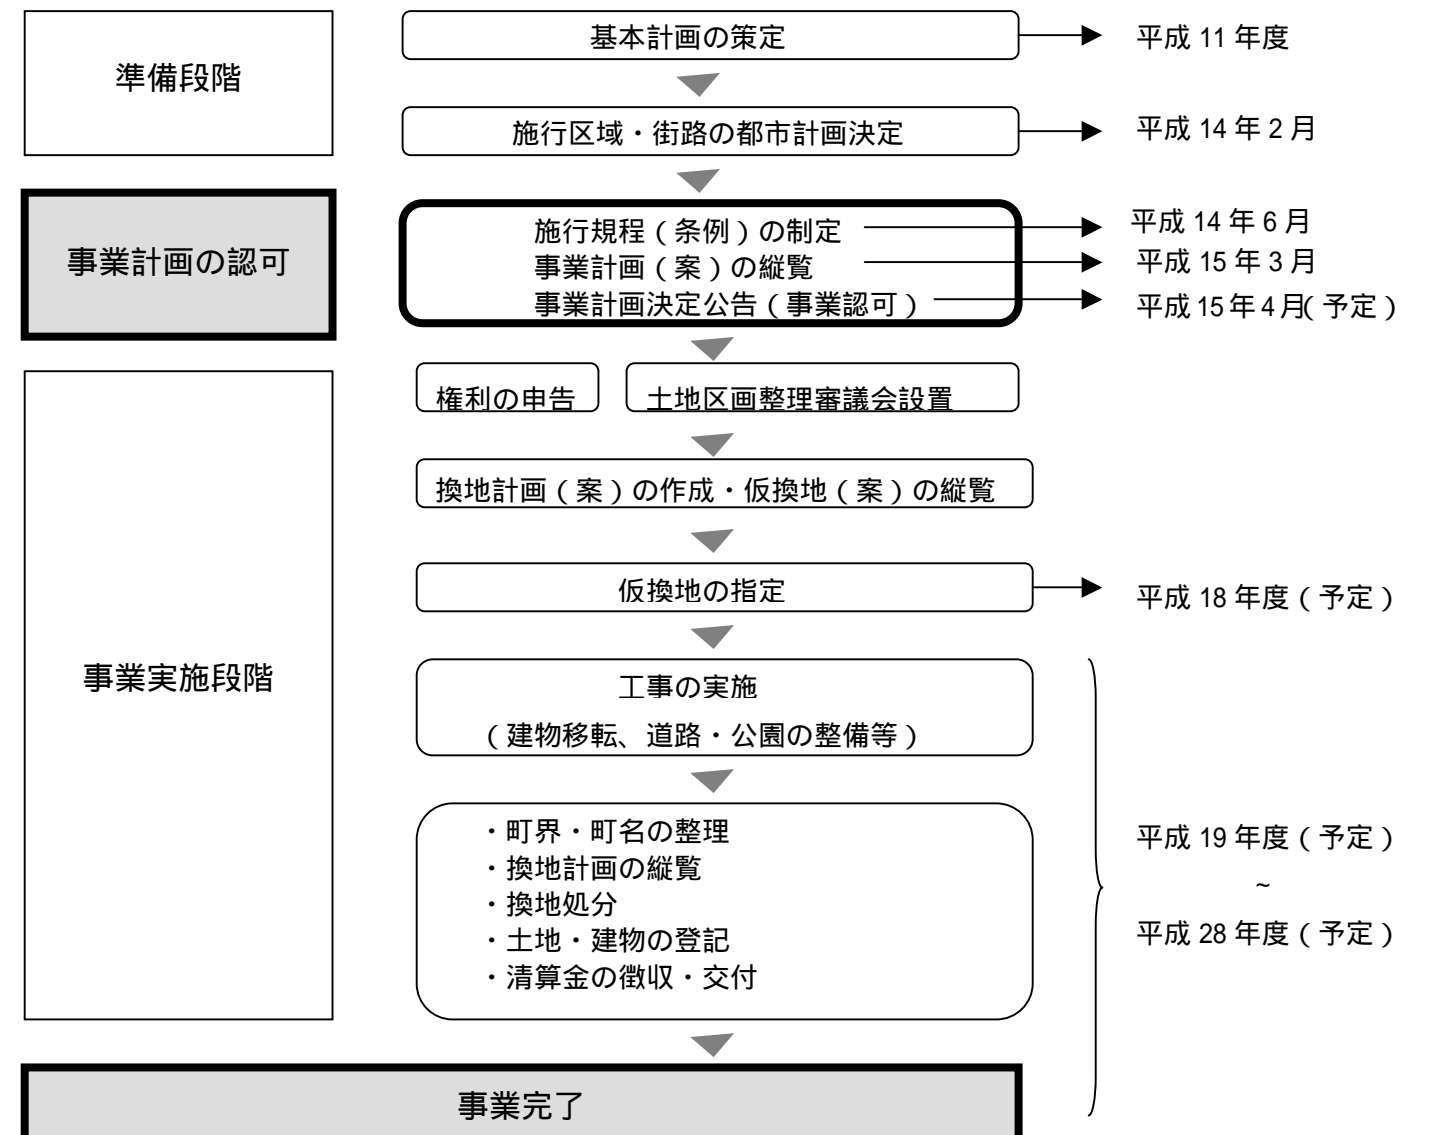 準備段階
基本計画の策定
平成 11 年度
施行区域・街路の都市計画決定
平成 14 年 2 月
事業計画の認可
施行規程（条例）の制定
平成 14 年 6 月
事業計画（案）の縦覧
平成 15 年 3 月
事業計画決定公告（事業認可）
平成 15 年 4 月（予定）
事業実施段階
権利の申告
土地区画整理審議会設置
換地計画（案）の作成・仮換地（案）の縦覧
仮換地の指定
平成 18 年度（予定）
工事の実施
（建物移転、道路・公園の整備等）
・町界・町名の整理
・換地計画の縦覧
・換地処分
・土地・建物の登記
・清算金の徴収・交付
平成 19 年度（予定）
~
平成 28 年度（予定）
事業完了